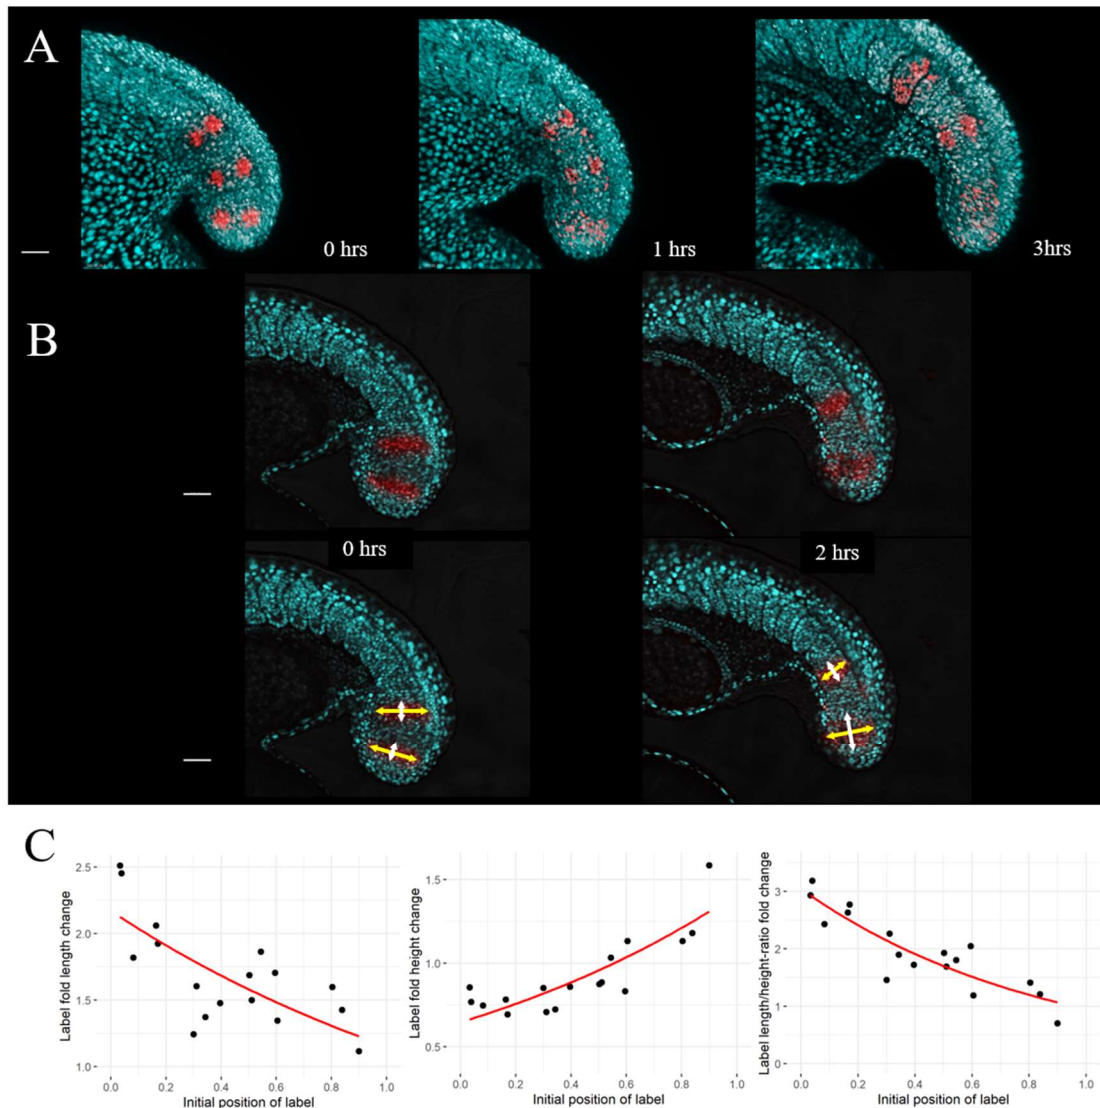 A
0 hrs
1 hrs
3hrs
B
0 hrs
2 hrs
C
Label fold length change
2.5
2.0
1.5
1.0
0.0 0.2 0.4 0.6 0.8 1.0
Initial position of label
Label fold height change
1.5
1.0
0.5
0.0 0.2 0.4 0.6 0.8 1.0
Initial position of label
Label length/height-ratio fold change
3
2
1
0
0.0 0.2 0.4 0.6 0.8 1.0
Initial position of label